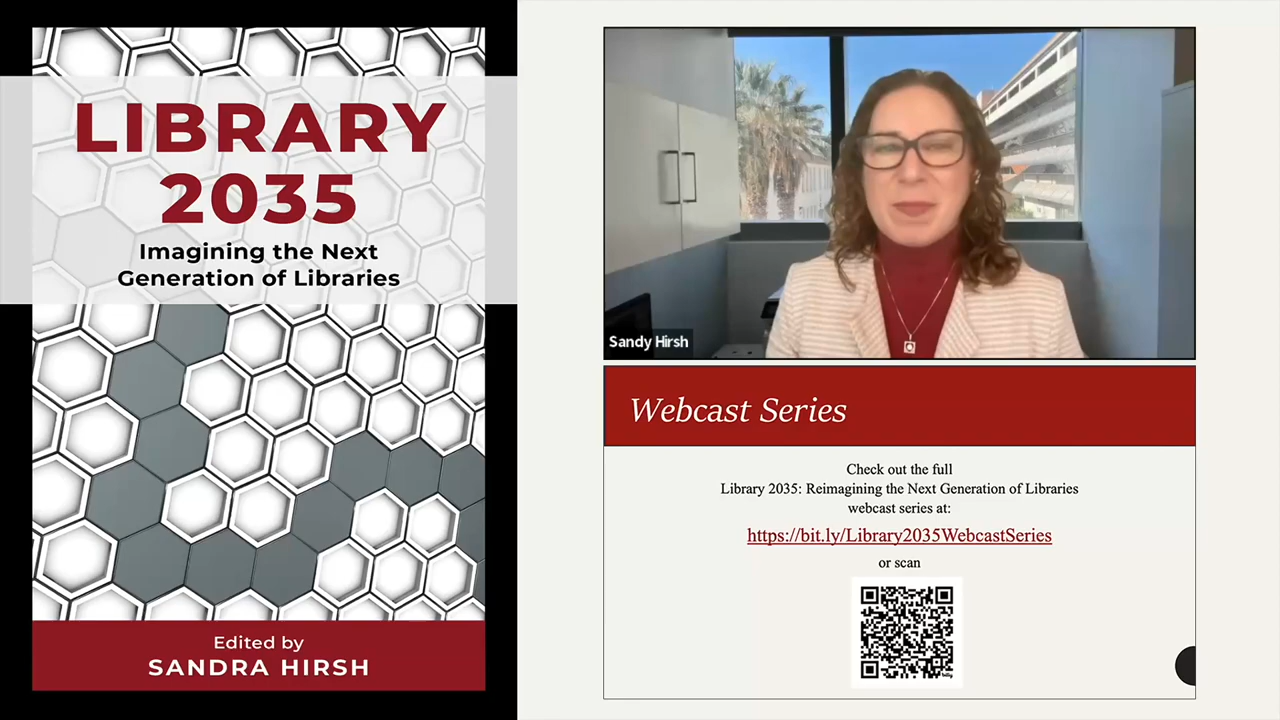 LIBRARY
2035
Imagining the Next
Generation of Libraries
Edited by
SANDRA HIRSH
Sandy Hirsh
Webcast Series
Check out the full
Library 2035: Reimagining the Next Generation of Libraries
webcast series at:
https://bit.ly/Library2035WebcastSeries
or scan